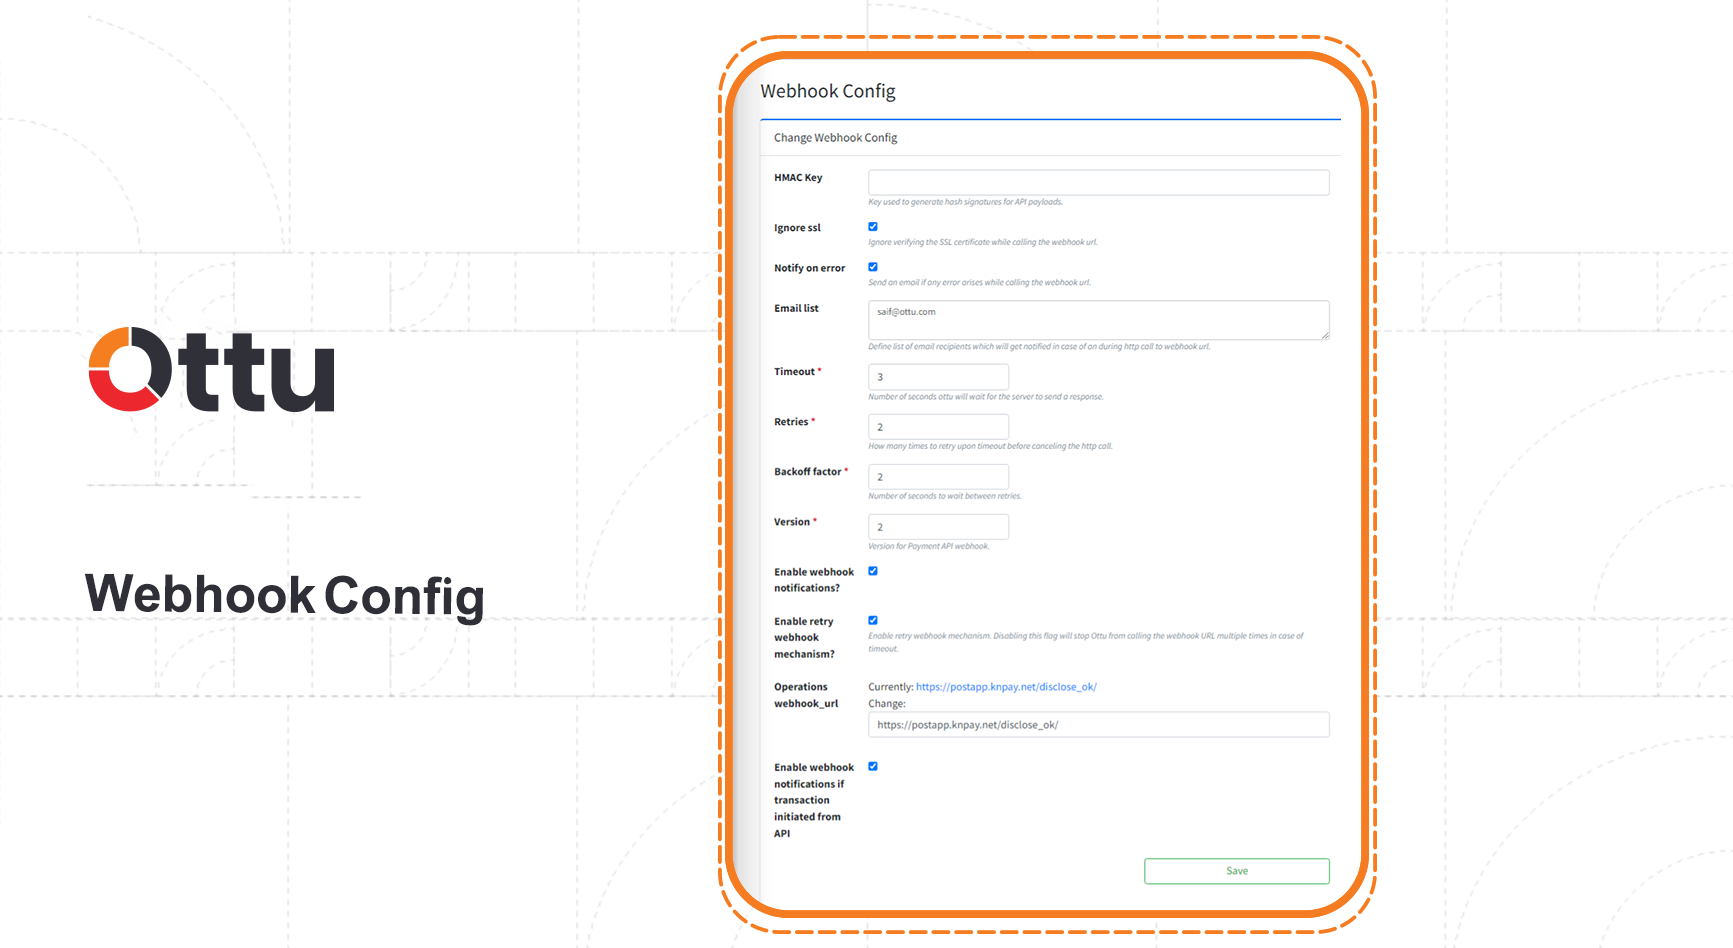 Ottu
Webhook Config
Webhook Config
Change Webhook Config
HMAC Key
Key used to generate hash signatures for API payloads.
Ignore ssl
Ignore verifying the SSL certificate while calling the webhook url.
Notify on error
Send an email if any error arises while calling the webhook url.
Email list
saif@ottu.com
Define list of email recipients which will get notified in case of an during http call to webhook url.
Timeout *
3
Number of seconds ottu will wait for the server to send a response.
Retries *
2
How many times to retry upon timeout before canceling the http call.
Backoff factor *
2
Number of seconds to wait between retries.
Version *
2
Version for Payment API webhook.
Enable webhook
notifications?
Enable retry
webhook
mechanism?
Enable retry webhook mechanism. Disabling this flag will stop Ottu from calling the webhook URL multiple times in case of
timeout.
Operations
webhook_url
Currently: https://postapp.knpay.net/disclose_ok/
Change:
https://postapp.knpay.net/disclose_ok/
Enable webhook
notifications if
transaction
initiated from
API
Save